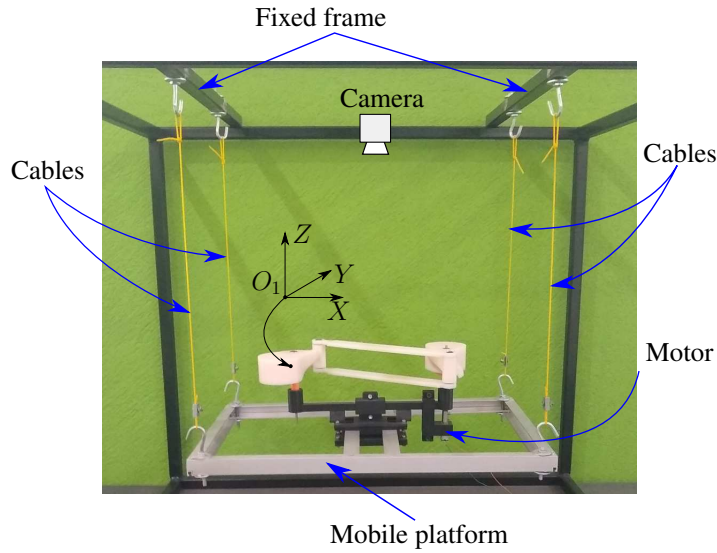 Fixed frame
Camera
Cables
Cables
Z
Y
O₁
X
Motor
Mobile platform